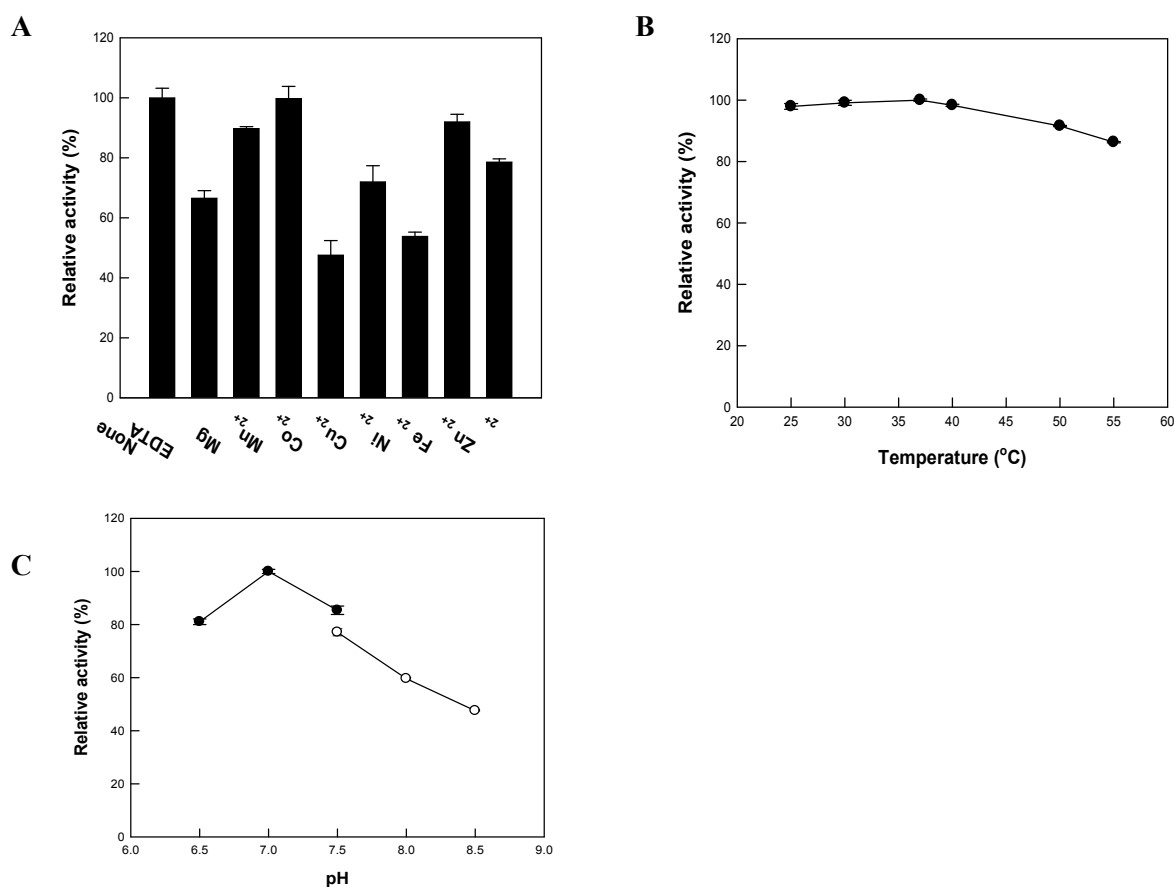 A
Relative activity (%)
120
100
80
60
40
20
0
None
EDTA
Mg 2+
Mn 2+
Co 2+
Cu 2+
Ni 2+
Fe 2+
Zn 2+
B
Relative activity (%)
120
100
80
60
40
20
0
20 25 30 35 40 45 50 55 60
Temperature (°C)
C
Relative activity (%)
120
100
80
60
40
20
0
6.0 6.5 7.0 7.5 8.0 8.5 9.0
pH